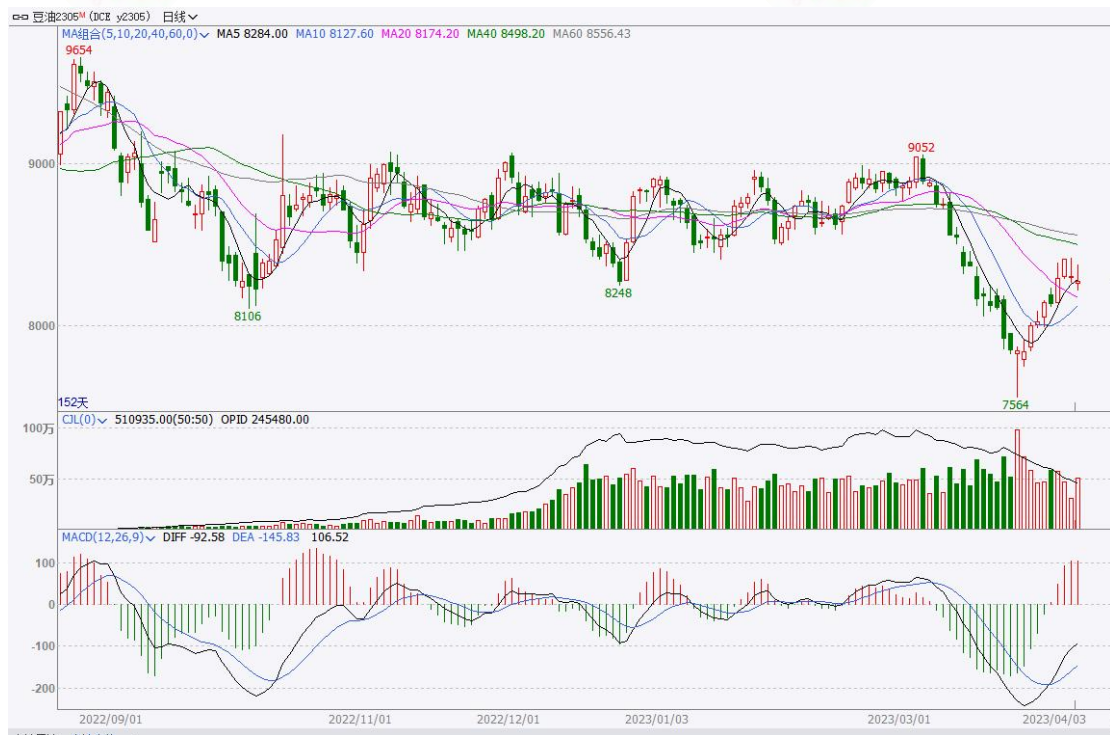 豆油2305M (DCE y2305) 日线
MA组合(5,10,20,40,60,0) MA5 8284.00 MA10 8127.60 MA20 8174.20 MA40 8498.20 MA60 8556.43
9654
9000
9052
8248
8106
8000
7564
152天
CJL(0) 510935.00(50:50) OPID 245480.00
100万
50万
MACD(12,26,9) DIFF -92.58 DEA -145.83 106.52
100
0
-100
-200
2022/09/01 2022/11/01 2022/12/01 2023/01/03 2023/03/01 2023/04/03